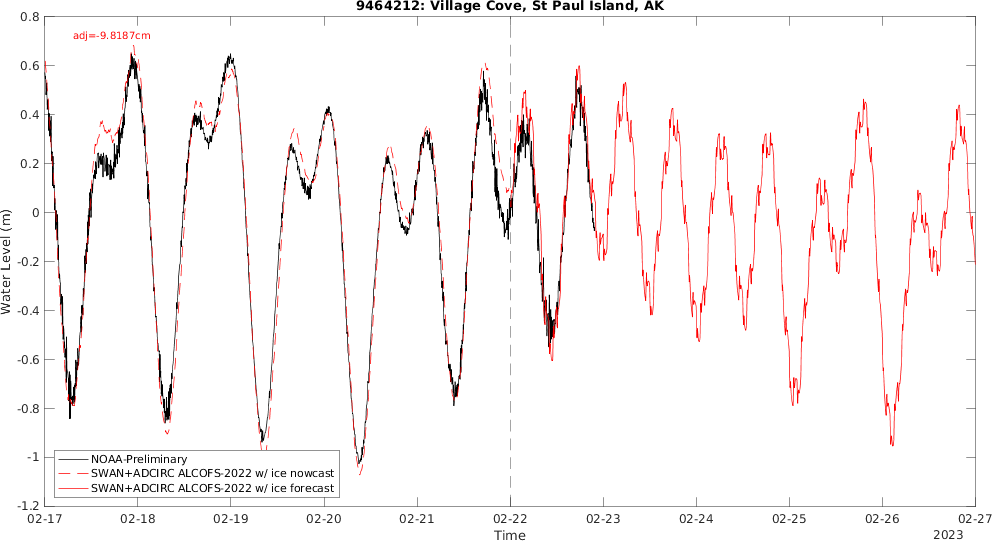 9464212: Village Cove, St Paul Island, AK
adj=-9.8187cm
Water Level (m)
0.8
0.6
0.4
0.2
0
-0.2
-0.4
-0.6
-0.8
-1
-1.2
NOAA-Preliminary
SWAN+ADCIRC ALCOFS-2022 w/ ice nowcast
SWAN+ADCIRC ALCOFS-2022 w/ ice forecast
02-17 02-18 02-19 02-20 02-21 02-22 02-23 02-24 02-25 02-26 02-27
Time
2023